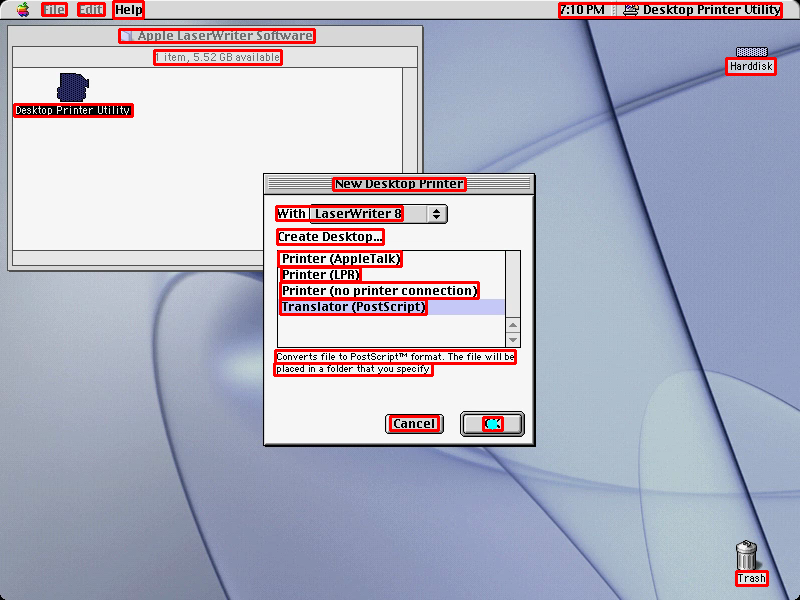 File Edit Help 7:10 PM Desktop Printer Utility
Apple LaserWriter Software
1 item, 5.52 GB available
Harddisk
Desktop Printer Utility
New Desktop Printer
With LaserWriter 8
Create Desktop...
Printer (AppleTalk)
Printer (LPR)
Printer (no printer connection)
Translator (PostScript)
Converts file to PostScript™ format. The file will be
placed in a folder that you specify
Cancel OK
Trash